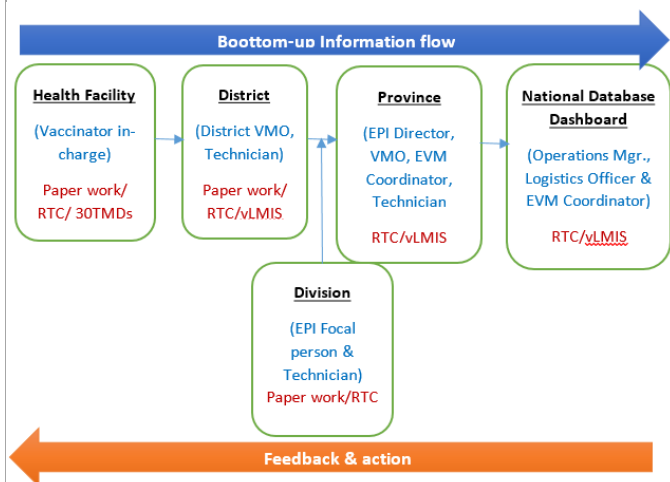 Boottom-up Information flow
Health Facility
(Vaccinator in-
charge)
Paper work/
RTC/ 30TMDs
District
(District VMO,
Technician)
Paper work/
RTC/vLMIS
Province
(EPI Director,
VMO, EVM
Coordinator,
Technician
RTC/vLMIS
National Database
Dashboard
(Operations Mgr.,
Logistics Officer &
EVM Coordinator)
RTC/vLMIS
Division
(EPI Focal
person &
Technician)
Paper work/RTC
Feedback & action